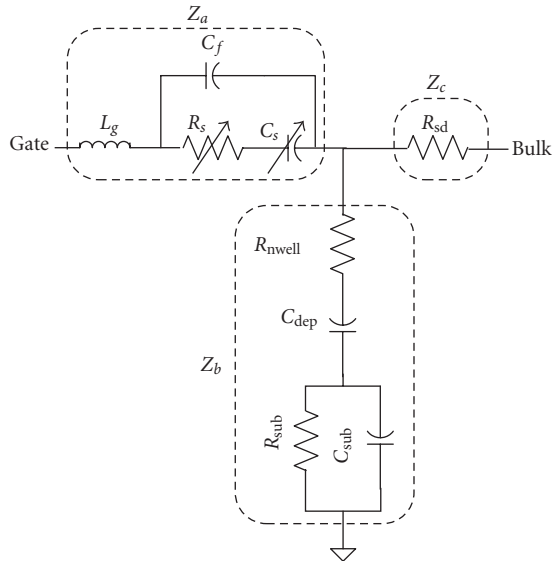 Z_a
C_f
Z_c
L_g
R_s
C_s
R_sd
Gate
Bulk
R_nwell
C_dep
Z_b
R_sub
C_sub